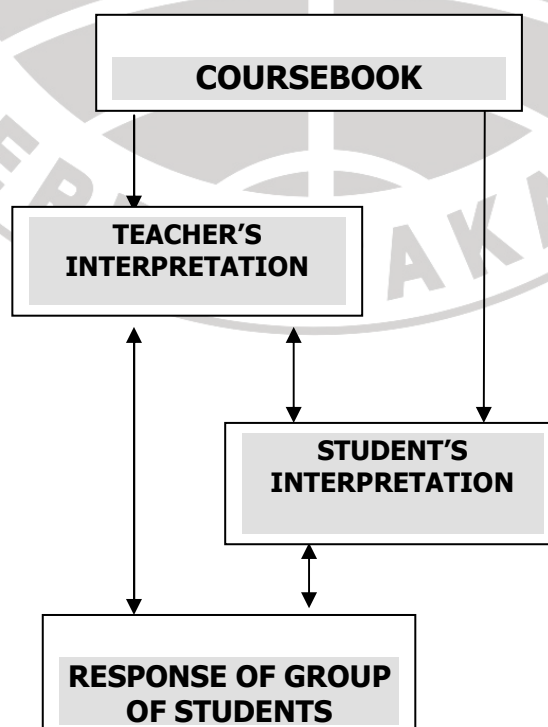 COURSEBOOK
TEACHER’S
INTERPRETATION
STUDENT’S
INTERPRETATION
RESPONSE OF GROUP
OF STUDENTS